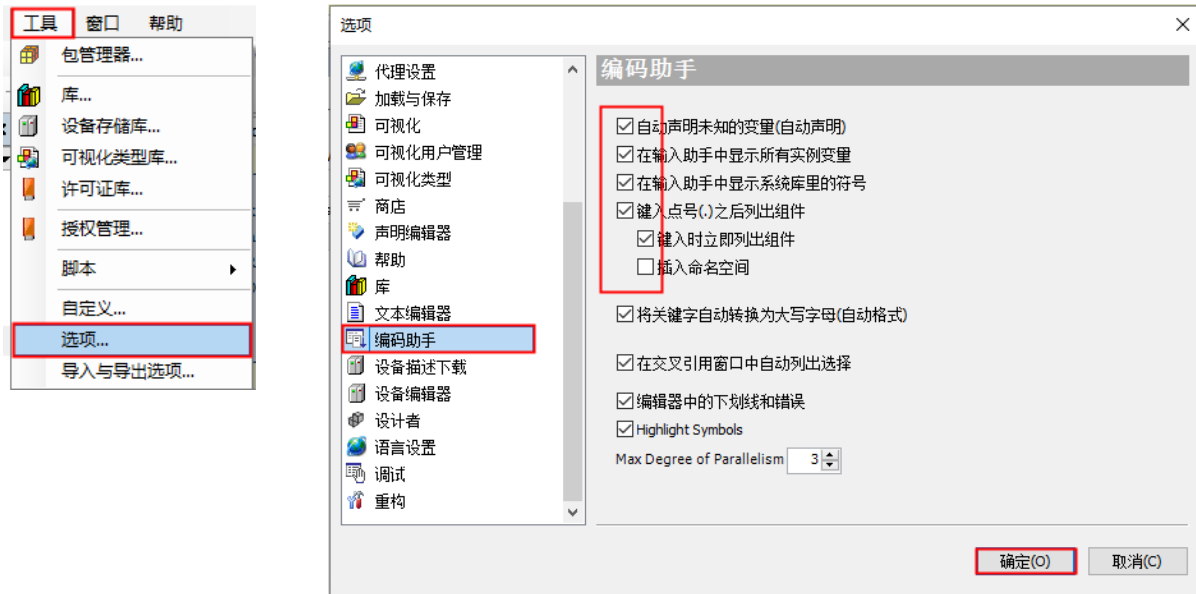 工具 窗口 帮助
包管理器...
库...
设备存储库...
可视化类型库...
许可证库...
授权管理...
脚本
自定义...
选项...
导入与导出选项...
选项
代理设置
加载与保存
可视化
可视化用户管理
可视化类型
商店
声明编辑器
帮助
库
文本编辑器
编码助手
设备描述下载
设备编辑器
设计者
语言设置
调试
重构
编码助手
自动声明未知的变量(自动声明)
在输入助手中显示所有实例变量
在输入助手中显示系统库里的符号
键入点号(.)之后列出组件
键入时立即列出组件
插入命名空间
将关键字自动转换为大写字母(自动格式)
在交叉引用窗口中自动列出选择
编辑器中的下划线和错误
Highlight Symbols
Max Degree of Parallelism 3
确定(O) 取消(C)